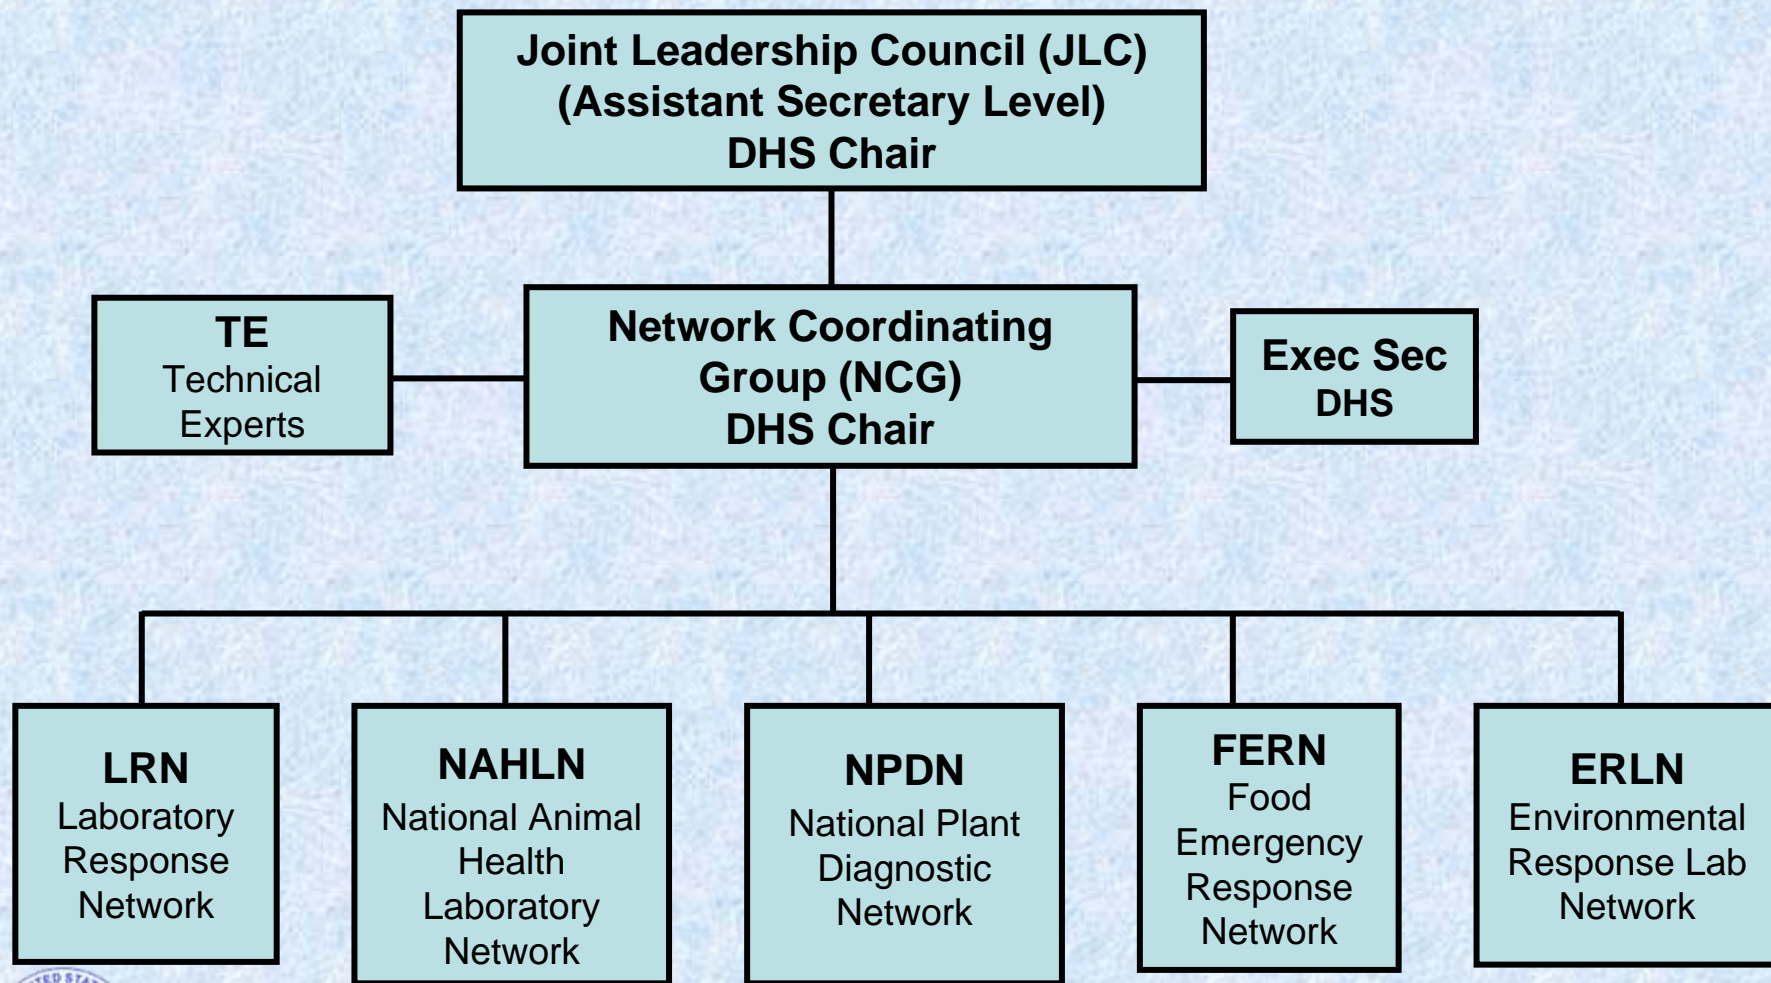 Joint Leadership Council (JLC)
(Assistant Secretary Level)
DHS Chair
TE
Technical
Experts
Network Coordinating
Group (NCG)
DHS Chair
Exec Sec
DHS
LRN
Laboratory
Response
Network
NAHLN
National Animal
Health
Laboratory
Network
NPDN
National Plant
Diagnostic
Network
FERN
Food
Emergency
Response
Network
ERLN
Environmental
Response Lab
Network